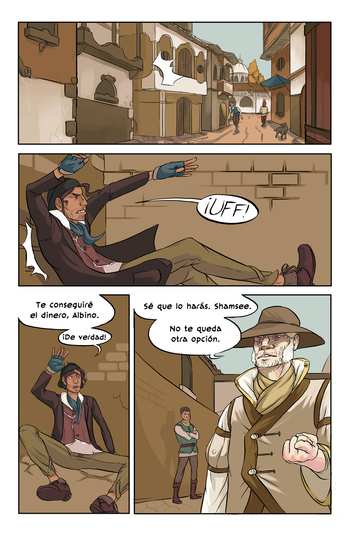 ¡UFF!
Te conseguiré
el dinero, Albino.
¡De verdad!
Sé que lo harás. Shamsee.
No te queda
otra opción.